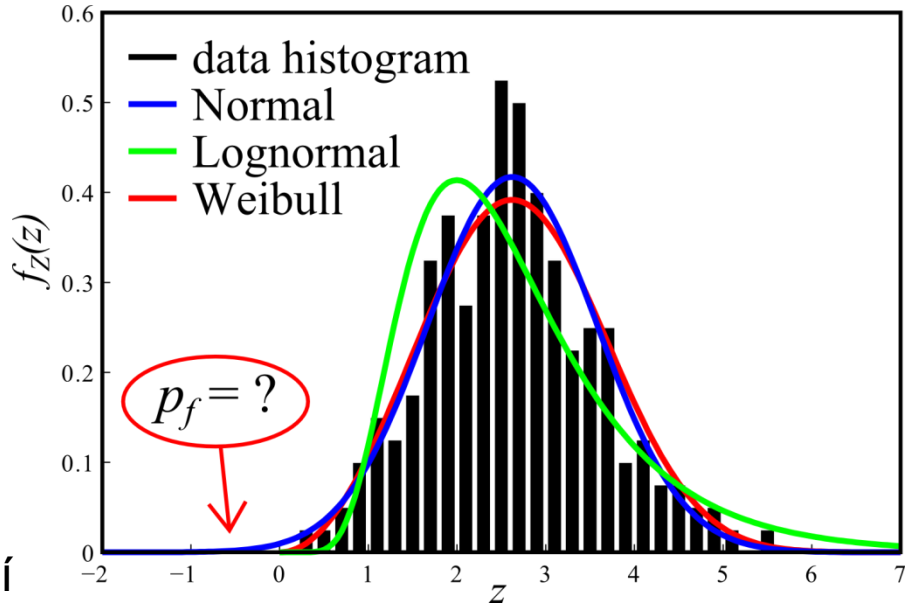 0.6
0.5
0.4
0.3
0.2
0.1
0
data histogram
Normal
Lognormal
Weibull
f_Z(z)
p_f = ?
−2 −1 0 1 2 3 4 5 6 7
z
Í